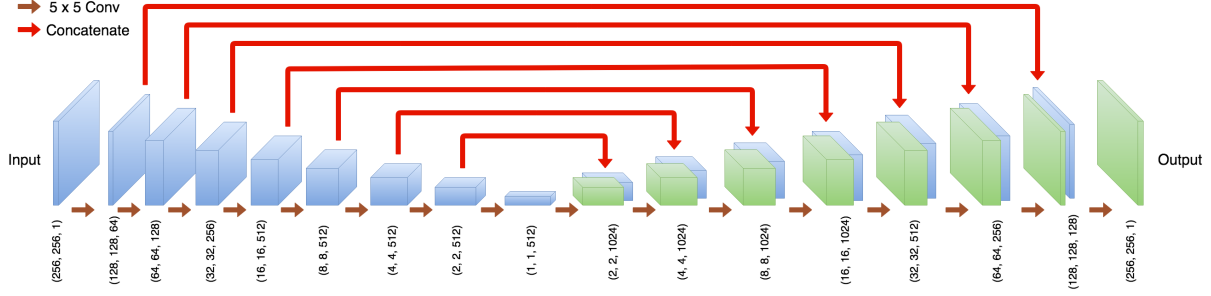 5 x 5 Conv
Concatenate
Input
Output
(256, 256, 1)
(128, 128, 64)
(64, 64, 128)
(32, 32, 256)
(16, 16, 512)
(8, 8, 512)
(4, 4, 512)
(2, 2, 512)
(1, 1, 512)
(2, 2, 1024)
(4, 4, 1024)
(8, 8, 1024)
(16, 16, 1024)
(32, 32, 512)
(64, 64, 256)
(128, 128, 128)
(256, 256, 1)